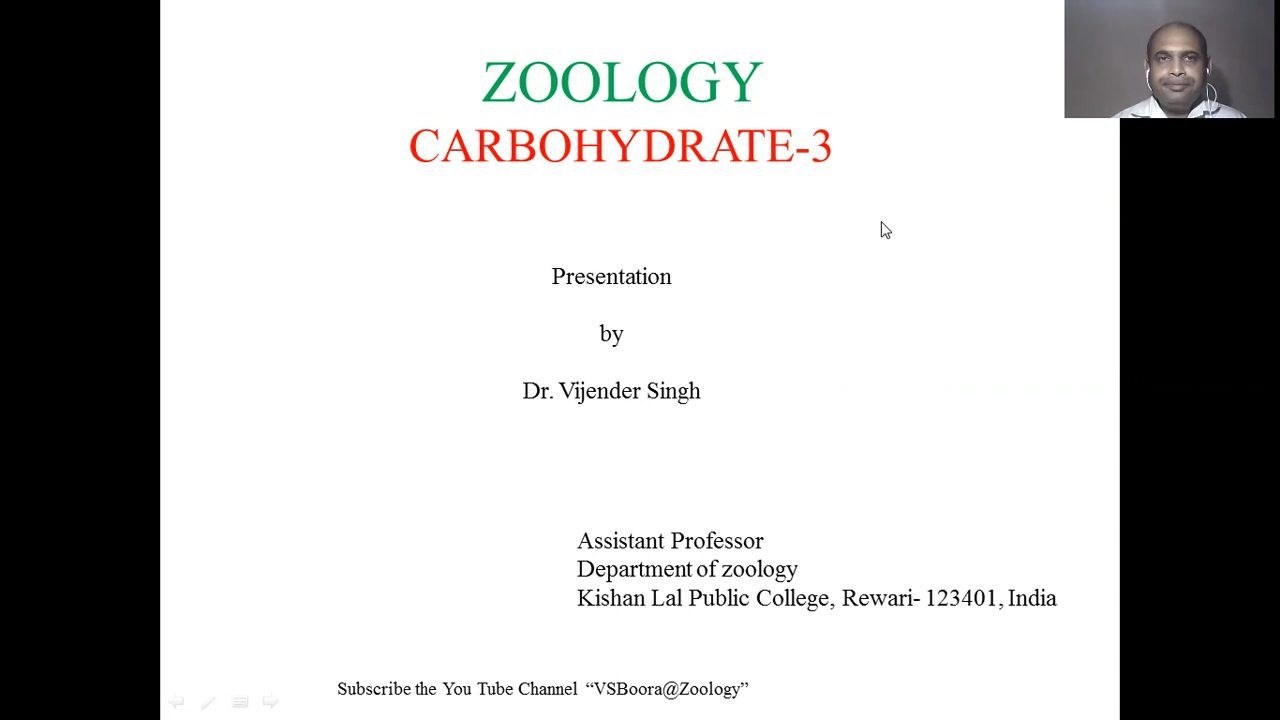 ZOOLOGY
CARBOHYDRATE-3
Presentation
by
Dr. Vijender Singh
Assistant Professor
Department of zoology
Kishan Lal Public College, Rewari- 123401, India
Subscribe the You Tube Channel “VSBoora@Zoology”